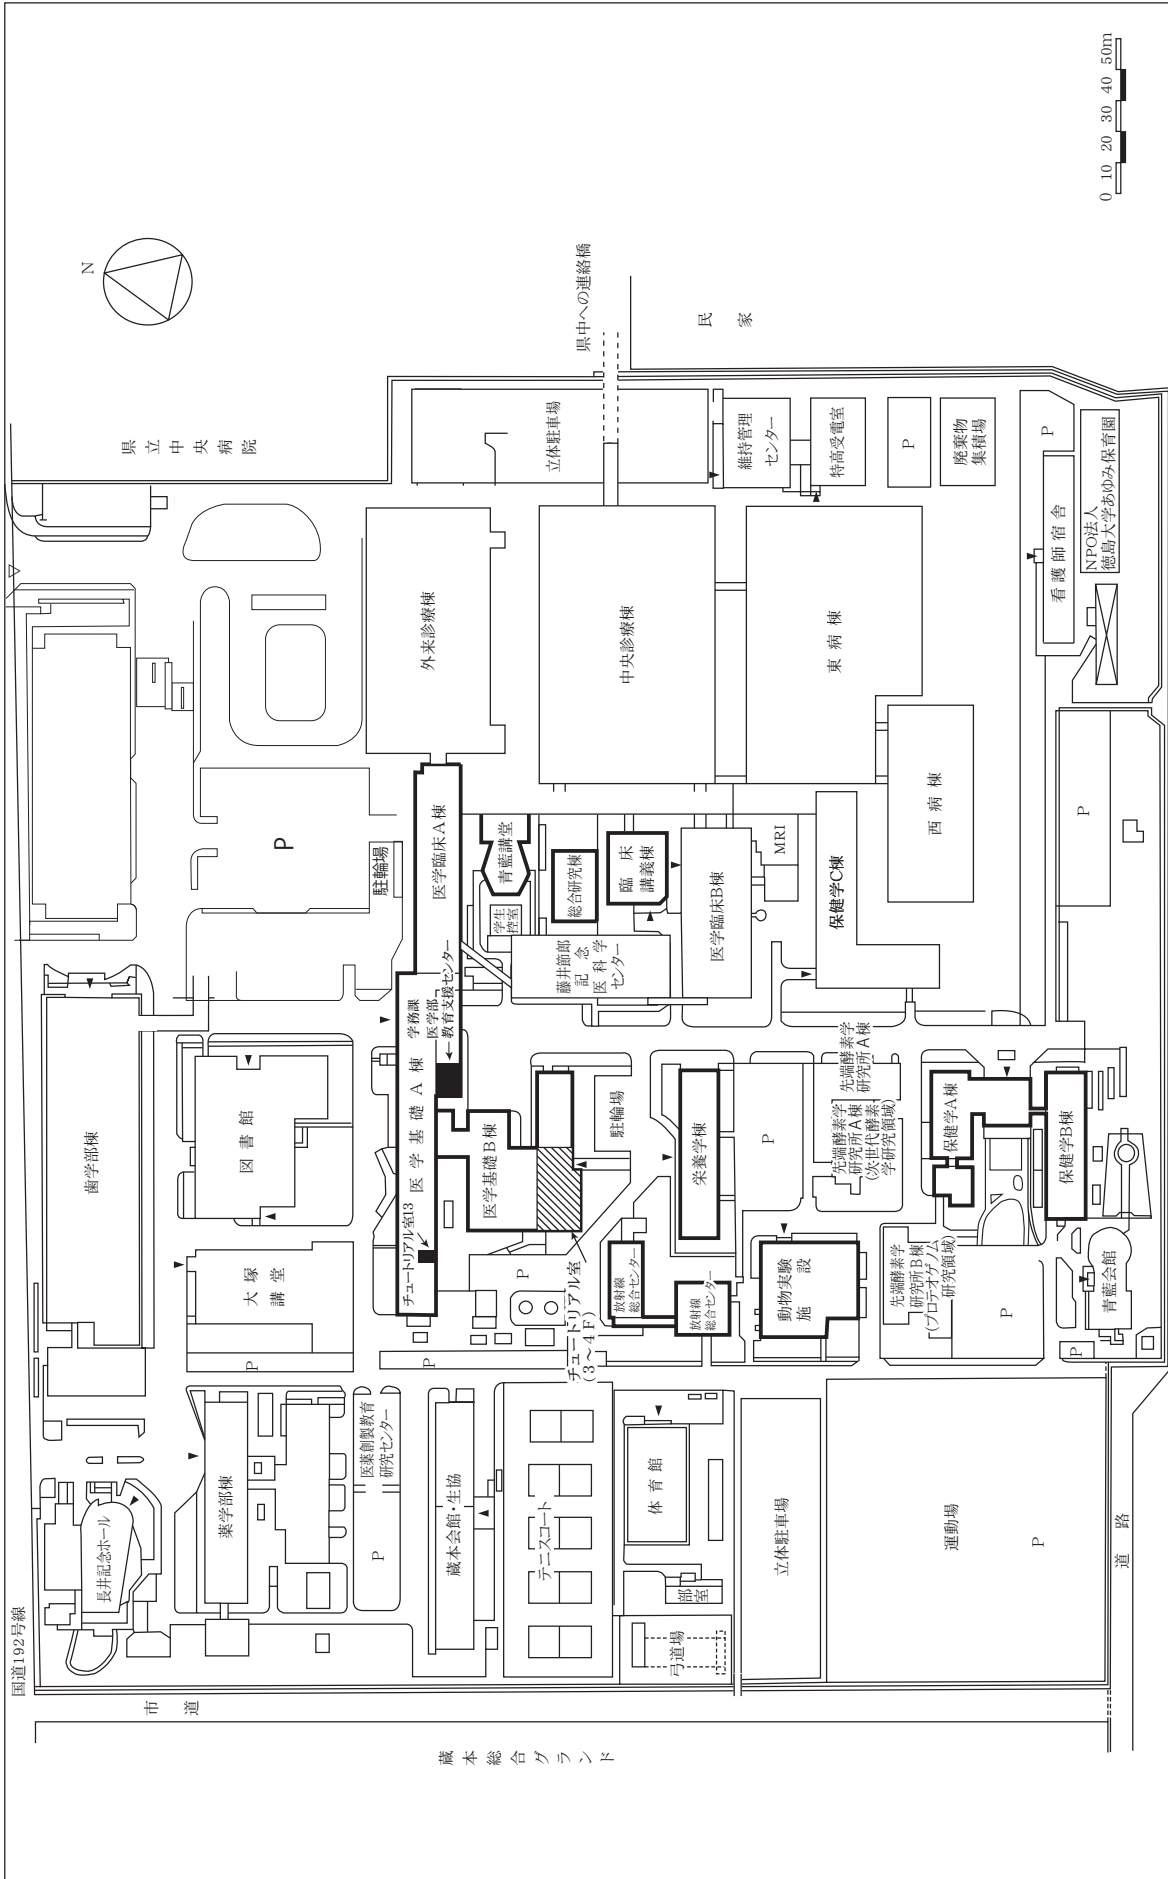 国道192号線
市道
蔵本総合グランド
長井記念ホール
薬学部棟
医薬創製教育
研究センター
P
蔵本会館・生協
テニスコート
体育館
部室
弓道場
立体駐車場
運動場
P
道路
歯学部棟
大塚
講堂
P
図書館
P
チュートリアル室13
医学基礎A棟
学務課
医学部
教育支援センター
医学基礎B棟
P
チュートリアル室
(3～4F)
駐輪場
放射線
総合センター
放射線
総合センター
栄養学棟
P
動物実験
施設
先端酵素学
研究所A棟
先端酵素学
研究所A棟
(次世代酵素
学研究領域)
先端酵素学
研究所B棟
(プロテオゲノム
研究領域)
P
保健学A棟
保健学B棟
青藍会館
P
P
駐輪場
医学臨床A棟
青藍講堂
学生
控室
総合研究棟
臨床
講義棟
藤井節郎
記念
医科学
センター
医学臨床B棟
MRI
保健学C棟
西病棟
P
外来診療棟
中央診療棟
東病棟
看護師宿舎
NPO法人
徳島大学あゆみ保育園
P
県立中央病院
立体駐車場
県中への連絡橋
維持管理
センター
特高受電室
P
廃棄物
集積場
民家
N
0 10 20 30 40 50m